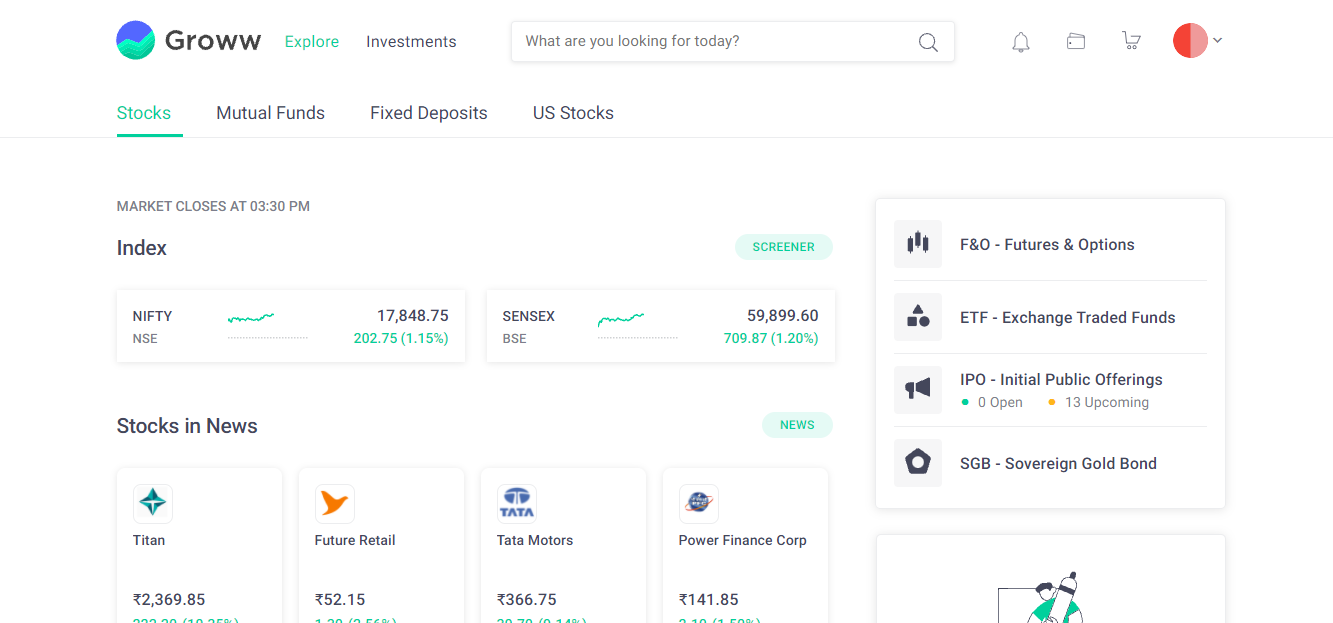 Groww
Explore
Investments
What are you looking for today?
Stocks
Mutual Funds
Fixed Deposits
US Stocks
MARKET CLOSES AT 03:30 PM
Index
SCREENER
NIFTY
17,848.75
NSE
202.75 (1.15%)
SENSEX
59,899.60
BSE
709.87 (1.20%)
Stocks in News
NEWS
Titan
₹2,369.85
Future Retail
₹52.15
TATA
Tata Motors
₹366.75
Power Finance Corp
₹141.85
F&O - Futures & Options
ETF - Exchange Traded Funds
IPO - Initial Public Offerings
0 Open
13 Upcoming
SGB - Sovereign Gold Bond